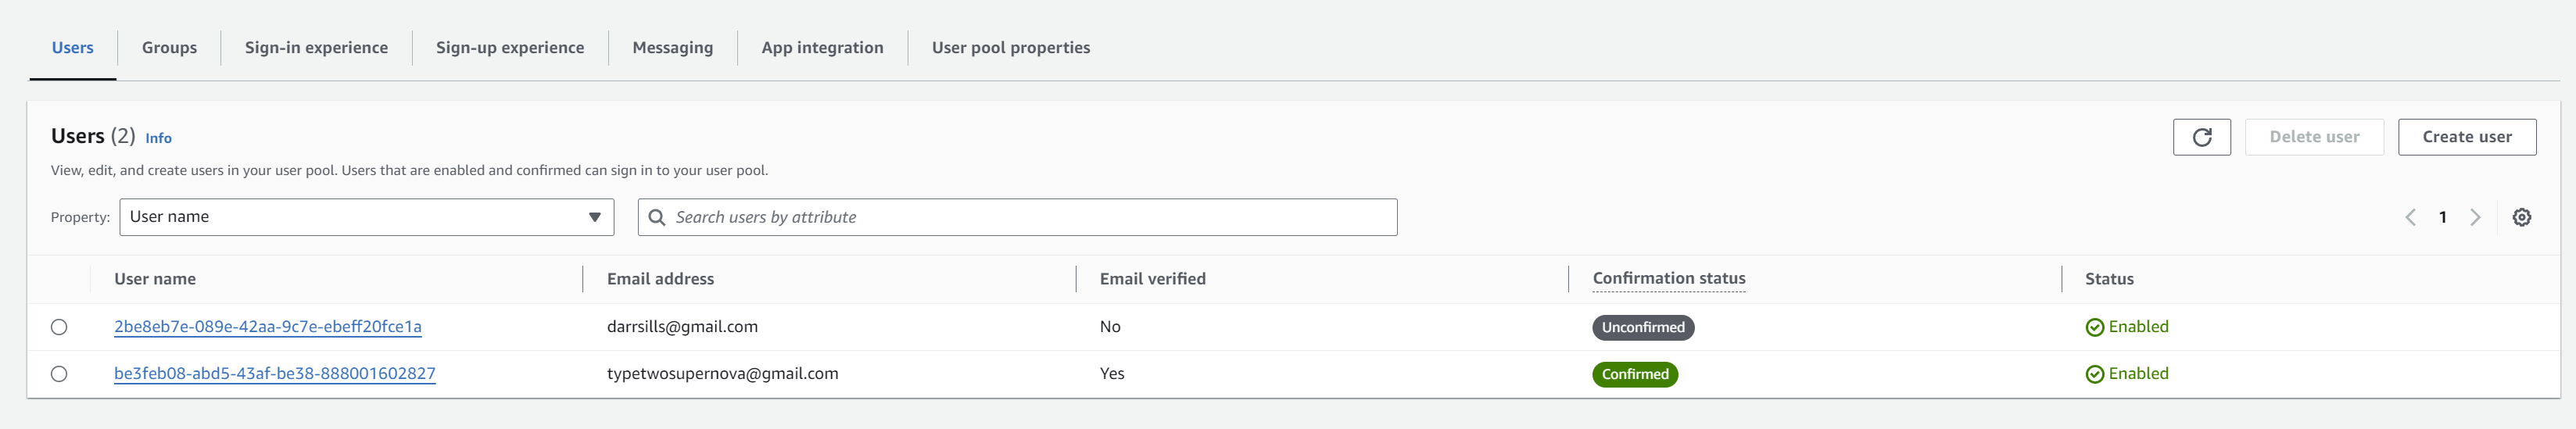 Users Groups Sign-in experience Sign-up experience Messaging App integration User pool properties
Users (2) Info
Delete user Create user
View, edit, and create users in your user pool. Users that are enabled and confirmed can sign in to your user pool.
Property: User name Search users by attribute 1
User name Email address Email verified Confirmation status Status
2be8eb7e-089e-42aa-9c7e-ebeff20fce1a darrsills@gmail.com No Unconfirmed Enabled
be3feb08-abd5-43af-be38-888001602827 typetwosupernova@gmail.com Yes Confirmed Enabled